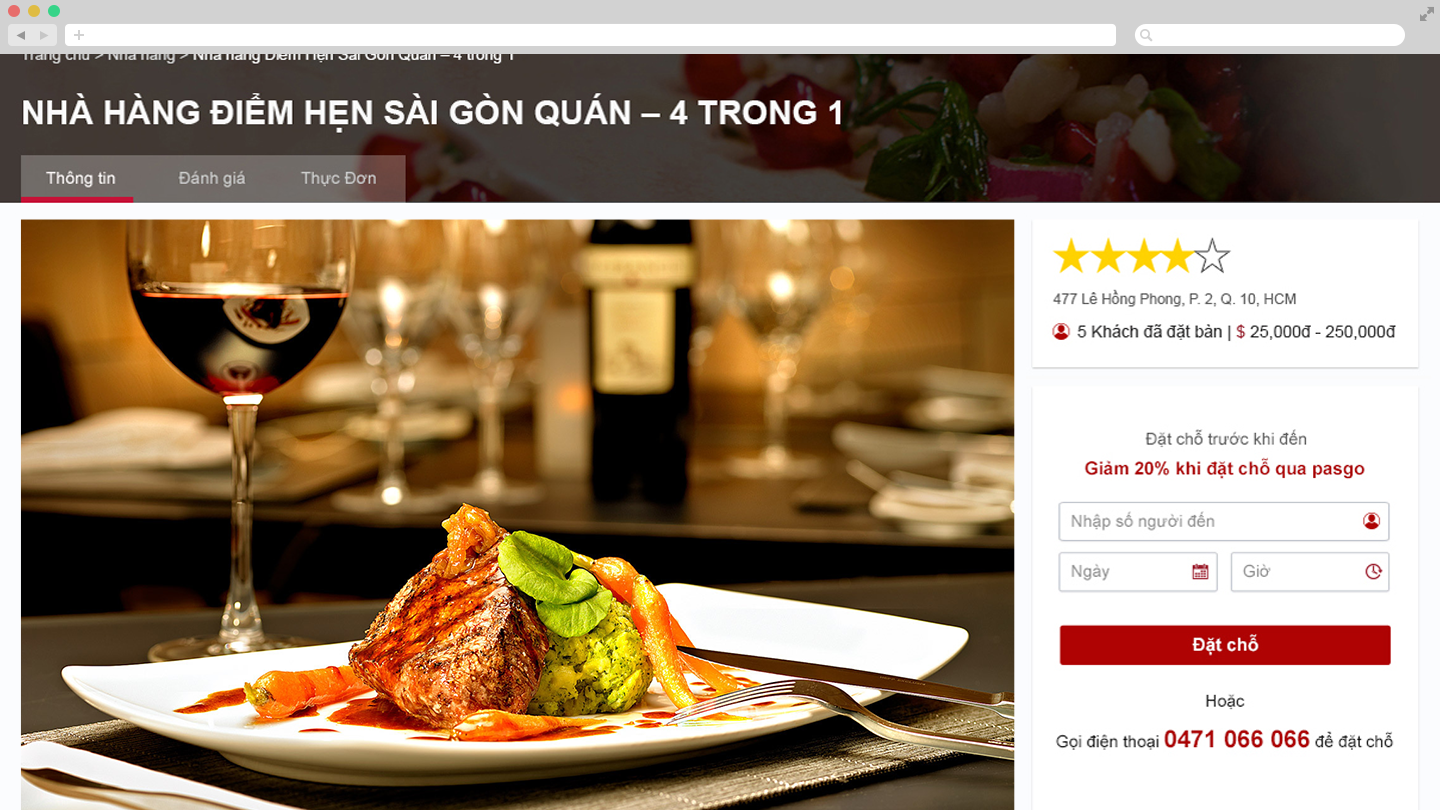 Trang chủ > Nhà hàng > Nhà hàng Điểm Hẹn Sài Gòn Quán – 4 trong 1
NHÀ HÀNG ĐIỂM HẸN SÀI GÒN QUÁN – 4 TRONG 1
Thông tin
Đánh giá
Thực Đơn
477 Lê Hồng Phong, P. 2, Q. 10, HCM
5 Khách đã đặt bàn | $ 25,000đ - 250,000đ
Đặt chỗ trước khi đến
Giảm 20% khi đặt chỗ qua pasgo
Nhập số người đến
Ngày
Giờ
Đặt chỗ
Hoặc
Gọi điện thoại 0471 066 066 để đặt chỗ